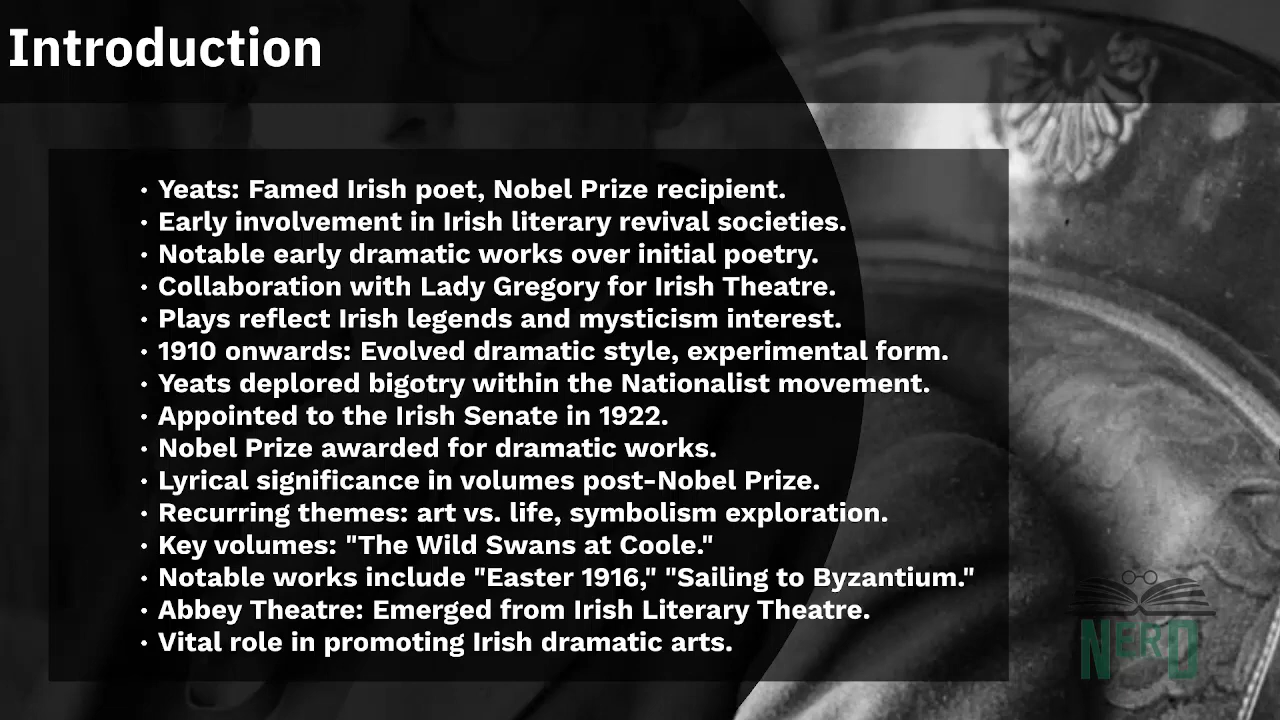 Introduction
• Yeats: Famed Irish poet, Nobel Prize recipient.
• Early involvement in Irish literary revival societies.
• Notable early dramatic works over initial poetry.
• Collaboration with Lady Gregory for Irish Theatre.
• Plays reflect Irish legends and mysticism interest.
• 1910 onwards: Evolved dramatic style, experimental form.
• Yeats deplored bigotry within the Nationalist movement.
• Appointed to the Irish Senate in 1922.
• Nobel Prize awarded for dramatic works.
• Lyrical significance in volumes post-Nobel Prize.
• Recurring themes: art vs. life, symbolism exploration.
• Key volumes: "The Wild Swans at Coole."
• Notable works include "Easter 1916," "Sailing to Byzantium."
• Abbey Theatre: Emerged from Irish Literary Theatre.
• Vital role in promoting Irish dramatic arts.
NERD